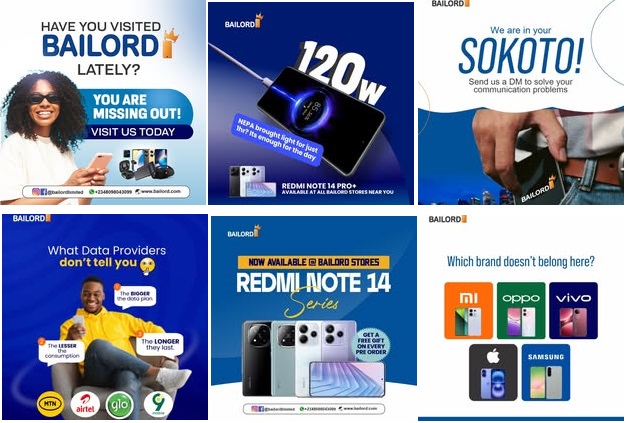 HAVE YOU VISITED
BAILORD
LATELY?
YOU ARE
MISSING OUT!
VISIT US TODAY
@bailordlimited +2348098043099 www.bailord.com
BAILORD
120W
NEPA brought light for just
1hr? Its enough for the day
REDMI NOTE 14 PRO+
AVAILABLE AT ALL BAILORD STORES NEAR YOU
BAILORD
We are in your
SOKOTO!
Send us a DM to solve your
communication problems
BAILORD
BAILORD
What Data Providers
don't tell you
The BIGGER
the data plan
The LESSER
the
consumption
The LONGER
they last.
MTN
airtel
glo
9
mobile
BAILORD
NOW AVAILABLE @ BAILORD STORES
REDMI NOTE 14
Series
GET A
FREE GIFT
ON EVERY
PRE ORDER
@bailordlimited +2348098043099 www.bailord.com
BAILORD
Which brand doesn't belong here?
MI
oppo
vivo
SAMSUNG